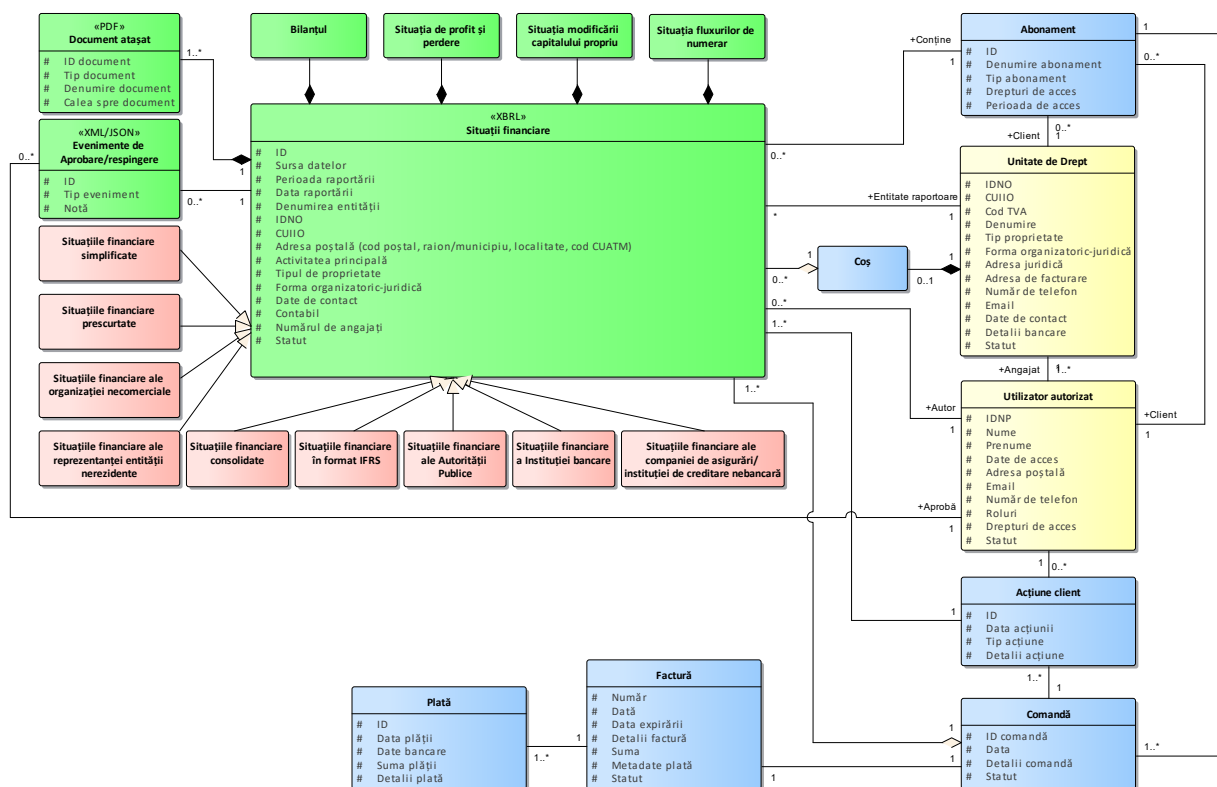 «PDF»
Document atașat
# ID document
# Tip document
# Denumire document
# Calea spre document
1..*
Bilanțul
Situația de profit și
perdere
Situația modificării
capitalului propriu
Situația fluxurilor de
numerar
«XML/JSON»
Evenimente de
Aprobare/respingere
# ID
# Tip eveniment
# Notă
0..*
0..*
1
1
«XBRL»
Situații financiare
# ID
# Sursa datelor
# Perioada raportării
# Data raportării
# Denumirea entității
# IDNO
# CUIIO
# Adresa poștală (cod poștal, raion/municipiu, localitate, cod CUATM)
# Activitatea principală
# Tipul de proprietate
# Forma organizatoric-juridică
# Date de contact
# Contabil
# Numărul de angajați
# Statut
Situațiile financiare
simplificate
Situațiile financiare
prescurtate
Situațiile financiare ale
organizației necomerciale
Situațiile financiare ale
reprezentanței entității
nerezidente
Situațiile financiare
consolidate
Situațiile financiare
în format IFRS
Situațiile financiare
ale Autorității
Publice
Situațiile financiare
a Instituției bancare
Situațiile financiare ale
companiei de asigurări/
instituției de creditare nebancară
+Conține
1
0..*
+Entitate raportoare
*
1
1
0..*
Coș
1
0..1
0..*
1..*
1..*
+Autor
1
+Aprobă
1
Abonament
# ID
# Denumire abonament
# Tip abonament
# Drepturi de acces
# Perioada de acces
1
0..*
0..*
+Client
1
Unitate de Drept
# IDNO
# CUIIO
# Cod TVA
# Denumire
# Tip proprietate
# Forma organizatoric-juridică
# Adresa juridică
# Adresa de facturare
# Număr de telefon
# Email
# Date de contact
# Detalii bancare
# Statut
+Angajat
1
1..*
Utilizator autorizat
# IDNP
# Nume
# Prenume
# Date de acces
# Adresa poștală
# Email
# Număr de telefon
# Roluri
# Drepturi de acces
# Statut
+Client
1
1
0..*
Acțiune client
# ID
# Data acțiunii
# Tip acțiune
# Detalii acțiune
1
1..*
1
Comandă
# ID comandă
# Data
# Detalii comandă
# Statut
1
1
1..*
Factură
# Număr
# Dată
# Data expirării
# Detalii factură
# Suma
# Metadate plată
# Statut
1
1
Plată
# ID
# Data plății
# Date bancare
# Suma plății
# Detalii plată
1..*